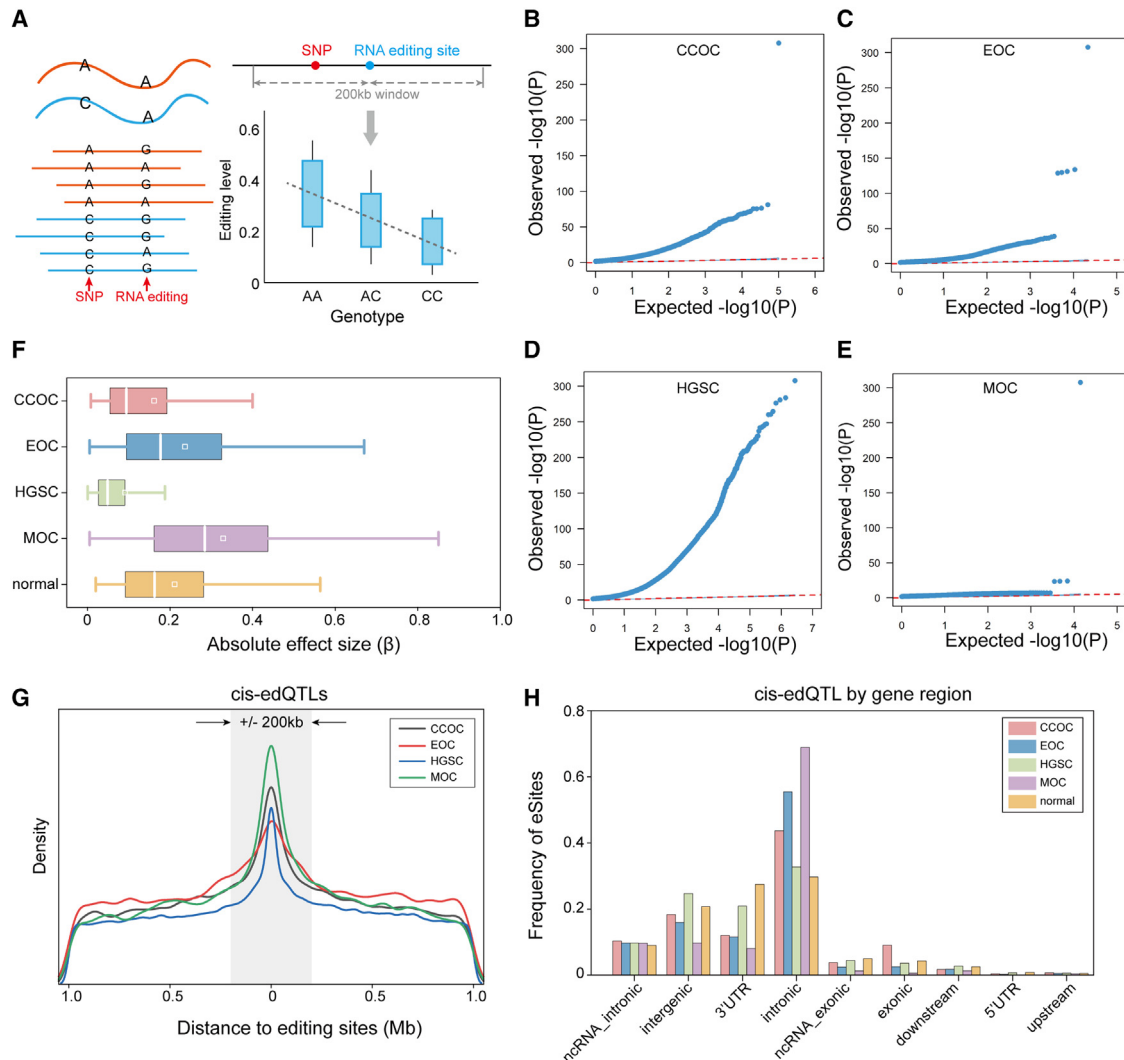 A
A
A
C
A
A G
A A
A G
A A
C G
C G
C A
C G
SNP RNA editing
SNP RNA editing site
200kb window
Editing level
0.6
0.4
0.2
0
AA AC CC
Genotype
B
CCOC
Observed -log10(P)
300
250
200
150
100
50
0
0 1 2 3 4 5 6
Expected -log10(P)
C
EOC
Observed -log10(P)
300
250
200
150
100
50
0
0 1 2 3 4 5
Expected -log10(P)
D
HGSC
Observed -log10(P)
300
250
200
150
100
50
0
0 1 2 3 4 5 6 7
Expected -log10(P)
E
MOC
Observed -log10(P)
300
250
200
150
100
50
0
0 1 2 3 4 5
Expected -log10(P)
F
CCOC
EOC
HGSC
MOC
normal
0 0.2 0.4 0.6 0.8 1.0
Absolute effect size (β)
G
cis-edQTLs
+/- 200kb
CCOC
EOC
HGSC
MOC
Density
1.0 0.5 0 0.5 1.0
Distance to editing sites (Mb)
H
cis-edQTL by gene region
CCOC
EOC
HGSC
MOC
normal
Frequency of eSites
0.8
0.6
0.4
0.2
0
ncRNA_intronic
intergenic
3'UTR
intronic
ncRNA_exonic
exonic
downstream
5'UTR
upstream